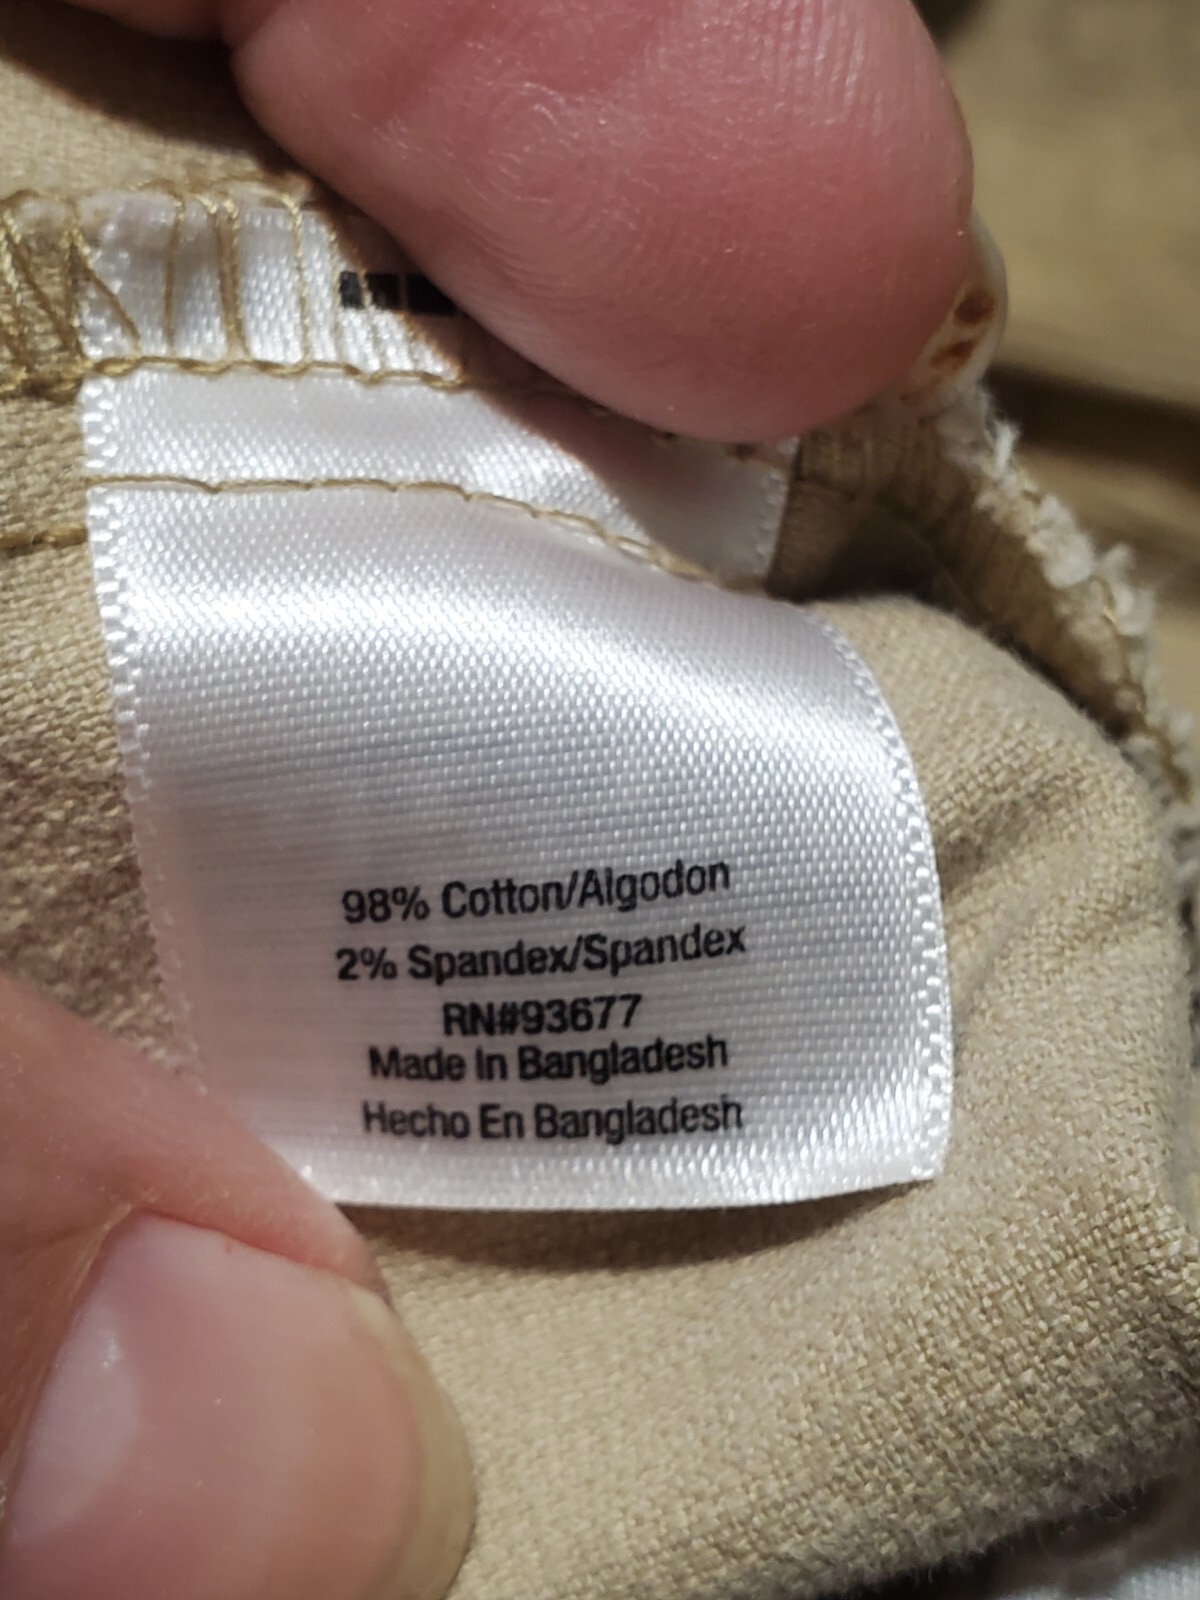 98% Cotton/Algodon
2% Spandex/Spandex
RN#93677
Made In Bangladesh
Hecho En Bangladesh